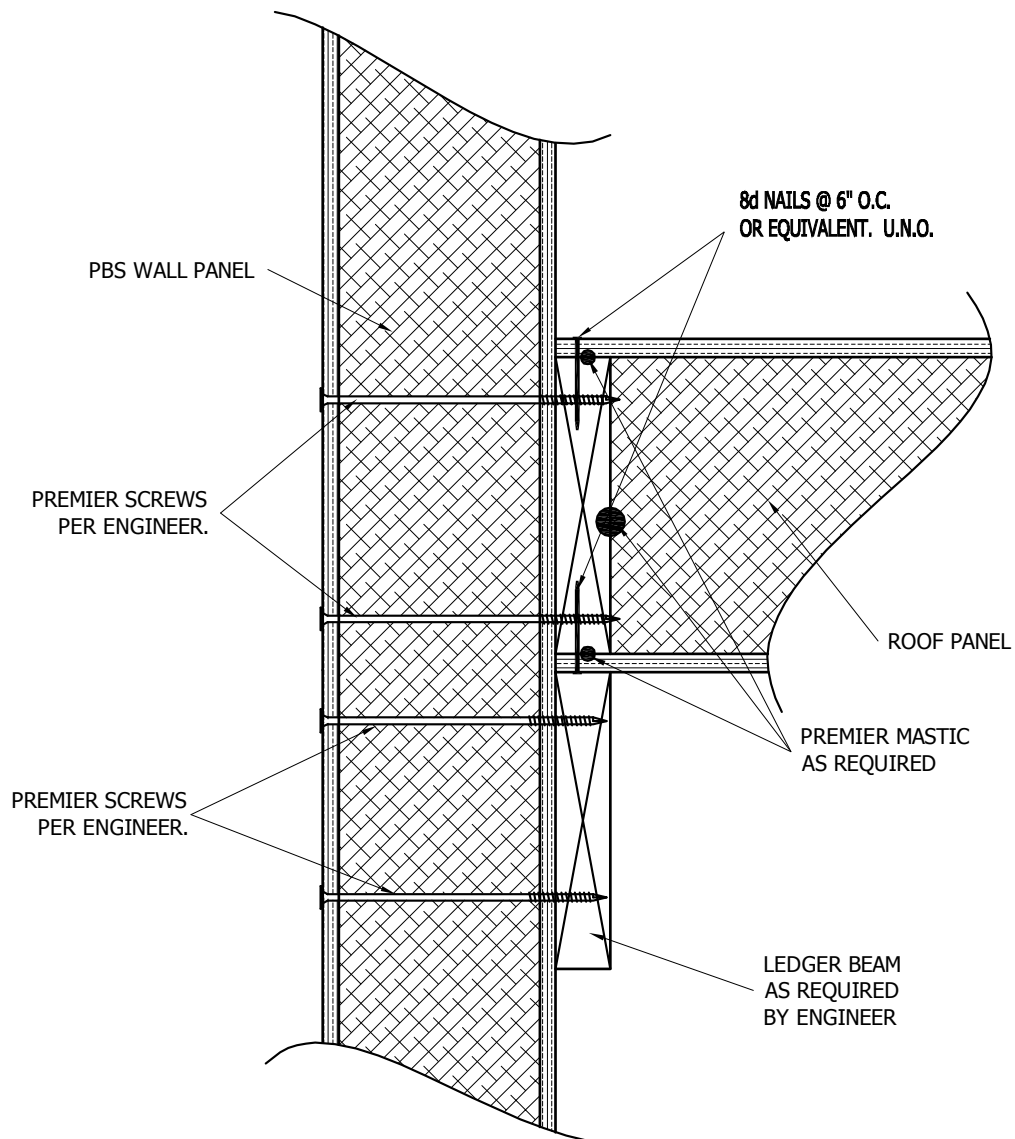 8d NAILS @ 6" O.C.
OR EQUIVALENT. U.N.O.
PBS WALL PANEL
PREMIER SCREWS
PER ENGINEER.
ROOF PANEL
PREMIER MASTIC
AS REQUIRED
PREMIER SCREWS
PER ENGINEER.
LEDGER BEAM
AS REQUIRED
BY ENGINEER